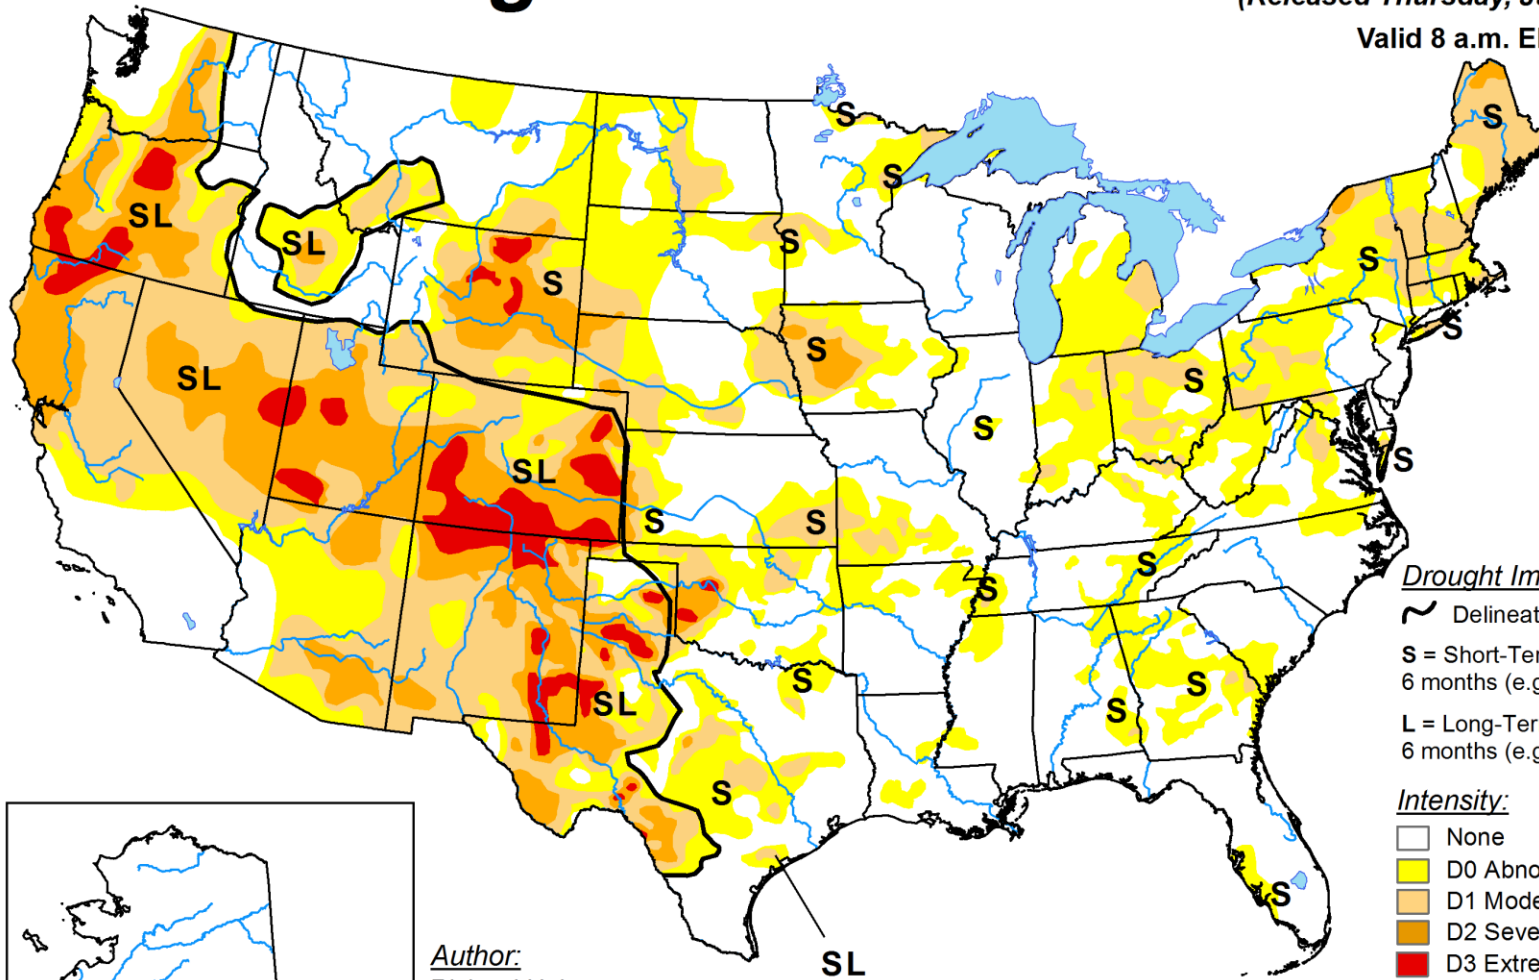 (Released Thursday,
Valid 8 a.m.
S
S
S
SL
SL
S
S
S
SL
S
S
S
S
SL
S
S
S
S
S
S
SL
S
S
S
S
S
SL
Drought
Delineat
S = Short-Ter
6 months (e.g
L = Long-Ter
6 months (e.g
Intensity:
None
D0 Abno
D1 Mode
D2 Seve
D3 Extre
Author: